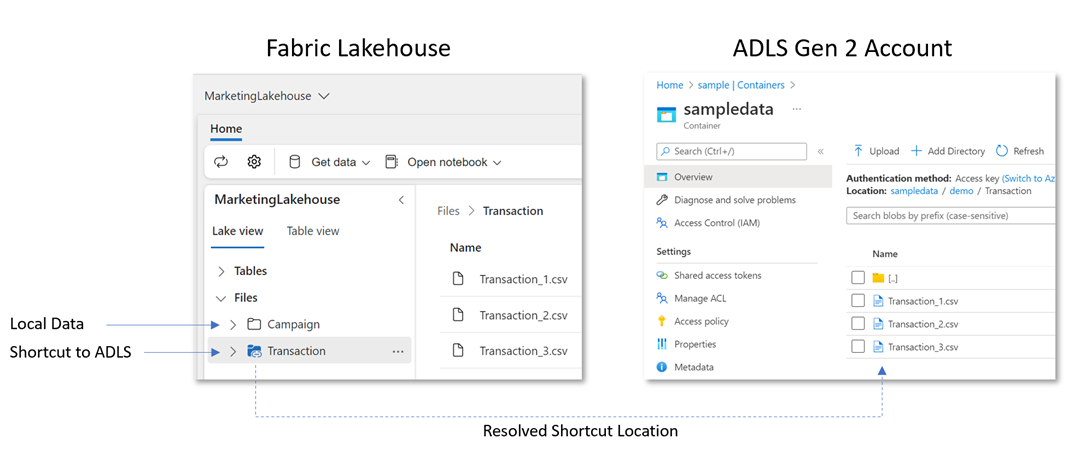 Fabric Lakehouse
ADLS Gen 2 Account
MarketingLakehouse
Home
Get data
Open notebook
MarketingLakehouse
Lake view
Table view
Tables
Files
Campaign
Transaction
...
Files > Transaction
Name
Transaction_1.csv
Transaction_2.csv
Transaction_3.csv
Local Data
Shortcut to ADLS
Home > sample | Containers >
sampledata
...
Container
Search (Ctrl+/)
«
Overview
Diagnose and solve problems
Access Control (IAM)
Settings
Shared access tokens
Manage ACL
Access policy
Properties
Metadata
Upload
Add Directory
Refresh
Authentication method: Access key (Switch to Az
Location: sampledata / demo / Transaction
Search blobs by prefix (case-sensitive)
Name
[..]
Transaction_1.csv
Transaction_2.csv
Transaction_3.csv
Resolved Shortcut Location